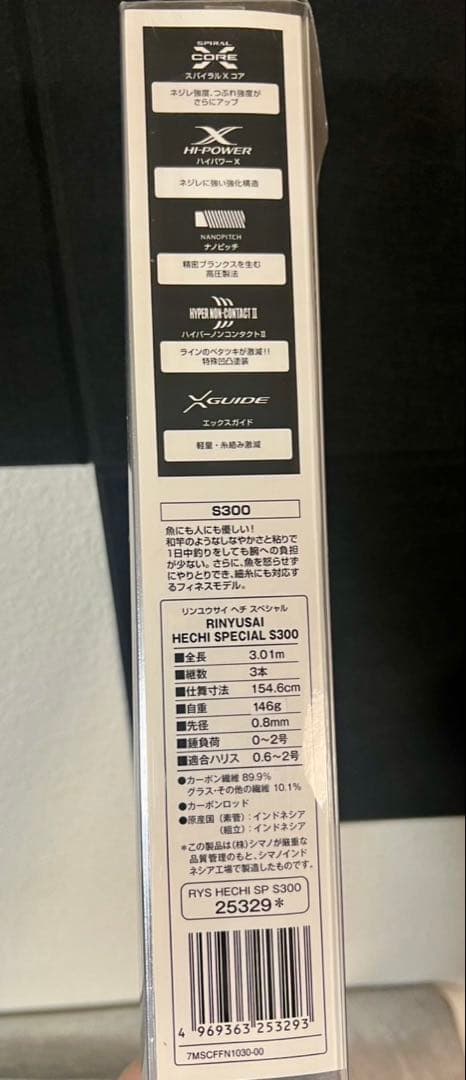 SPIRAL
X
CORE
スパイラルX コア
ネジレ強度、つぶれ強度が
さらにアップ
X
HI-POWER
ハイパワーX
ネジレに強い強化構造
NANOPITCH
ナノピッチ
精密ブランクスを生む
高圧製法
HYPER NON-CONTACT II
ハイパーノンコンタクトII
ラインのベタツキが激減!!
特殊凹凸塗装
XGUIDE
エックスガイド
軽量・糸絡み激減
S300
魚にも人にも優しい!
和竿のようなしなやかさと粘りで
1日中釣りをしても腕への負担
が少ない。さらに、魚を怒らせず
にやりとりでき、細糸にも対応す
るフィネスモデル。
リンユウサイ ヘチ スペシャル
RINYUSAI
HECHI SPECIAL S300
■全長 3.01m
■継数 3本
■仕舞寸法 154.6cm
■自重 146g
■先径 0.8mm
■錘負荷 0~2号
■適合ハリス 0.6~2号
●カーボン繊維 89.9%
グラス・その他の繊維 10.1%
●カーボンロッド
●原産国(素管):インドネシア
(組立):インドネシア
*この製品は(株)シマノが厳重な
品質管理のもと、シマノインド
ネシア工場で製造したものです。
RYS HECHI SP S300
25329*
4 969363 253293
7MSCFFN1030-00